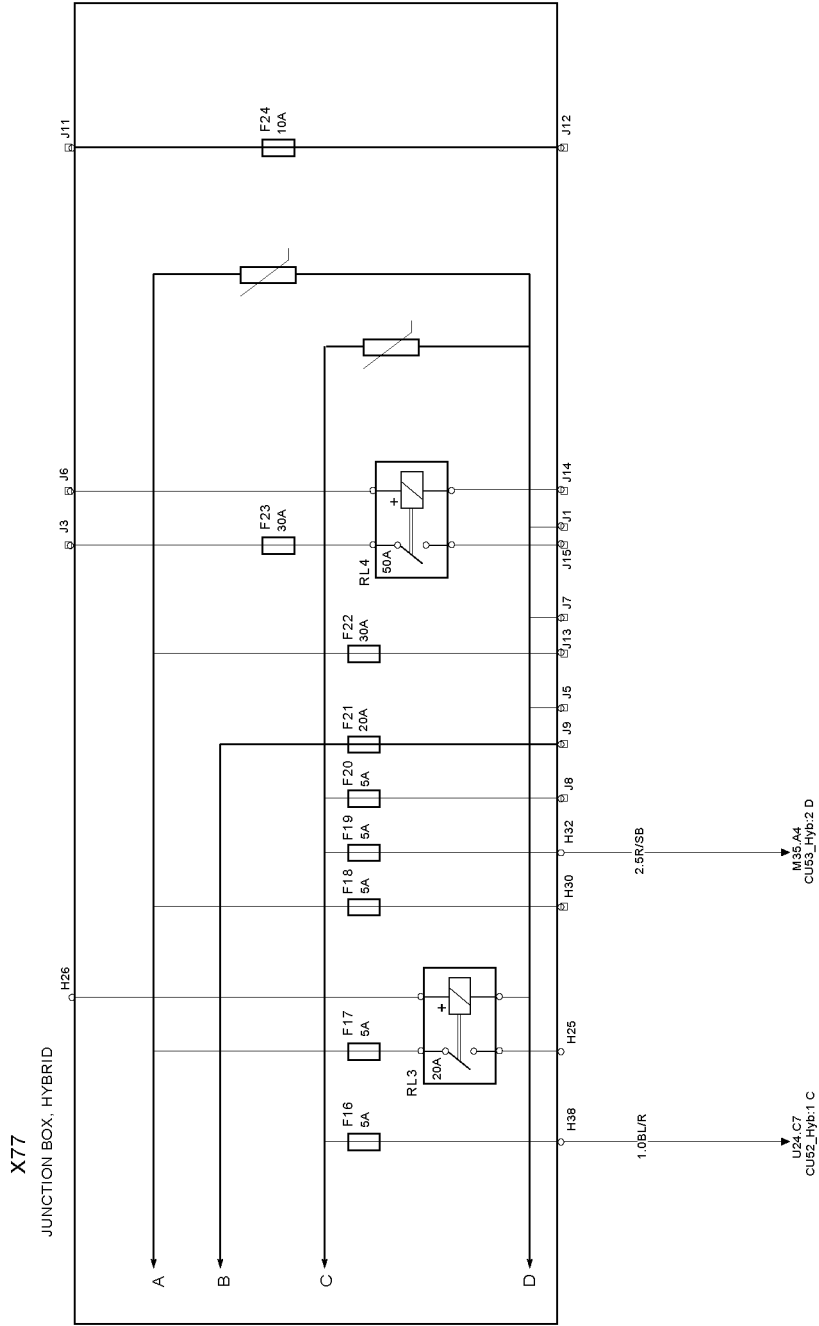 X77
JUNCTION BOX, HYBRID
A
B
C
D
H26
J3
J6
J11
F16
5A
RL3
20A
+
F17
5A
F18
5A
F19
5A
F20
5A
F21
20A
F22
30A
RL4
50A
+
F23
30A
F24
10A
H38
H25
H30
H32
J8
J9
J5
J13
J7
J15
J1
J14
J12
1.0BL/R
2.5R/SB
U24.C7
CU52_Hyb:1 C
M35.A4
CU53_Hyb:2 D